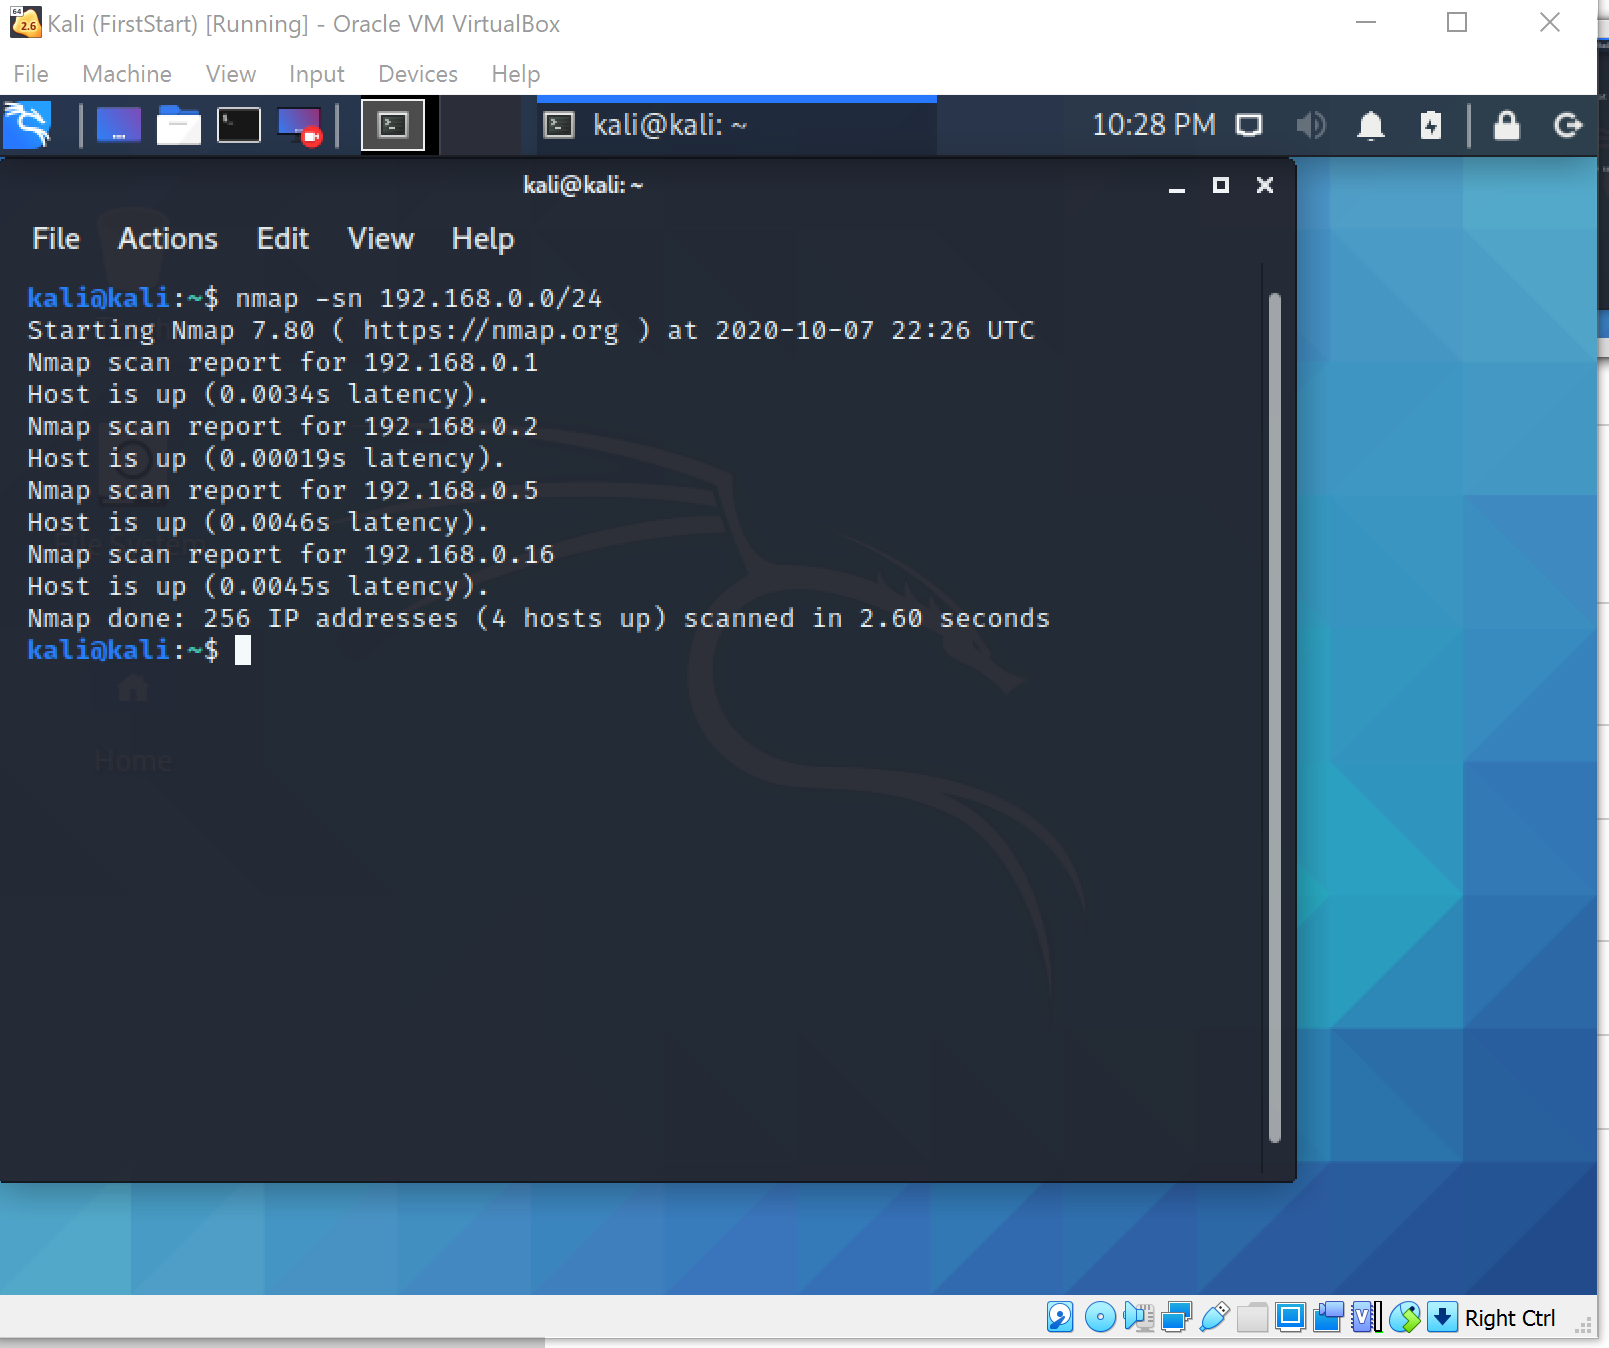 Kali (FirstStart) [Running] - Oracle VM VirtualBox
File Machine View Input Devices Help
kali@kali: ~ 10:28 PM
kali@kali: ~
File Actions Edit View Help
kali@kali:~$ nmap -sn 192.168.0.0/24
Starting Nmap 7.80 ( https://nmap.org ) at 2020-10-07 22:26 UTC
Nmap scan report for 192.168.0.1
Host is up (0.0034s latency).
Nmap scan report for 192.168.0.2
Host is up (0.00019s latency).
Nmap scan report for 192.168.0.5
Host is up (0.0046s latency).
File System
Nmap scan report for 192.168.0.16
Host is up (0.0045s latency).
Nmap done: 256 IP addresses (4 hosts up) scanned in 2.60 seconds
kali@kali:~$
Home
Right Ctrl